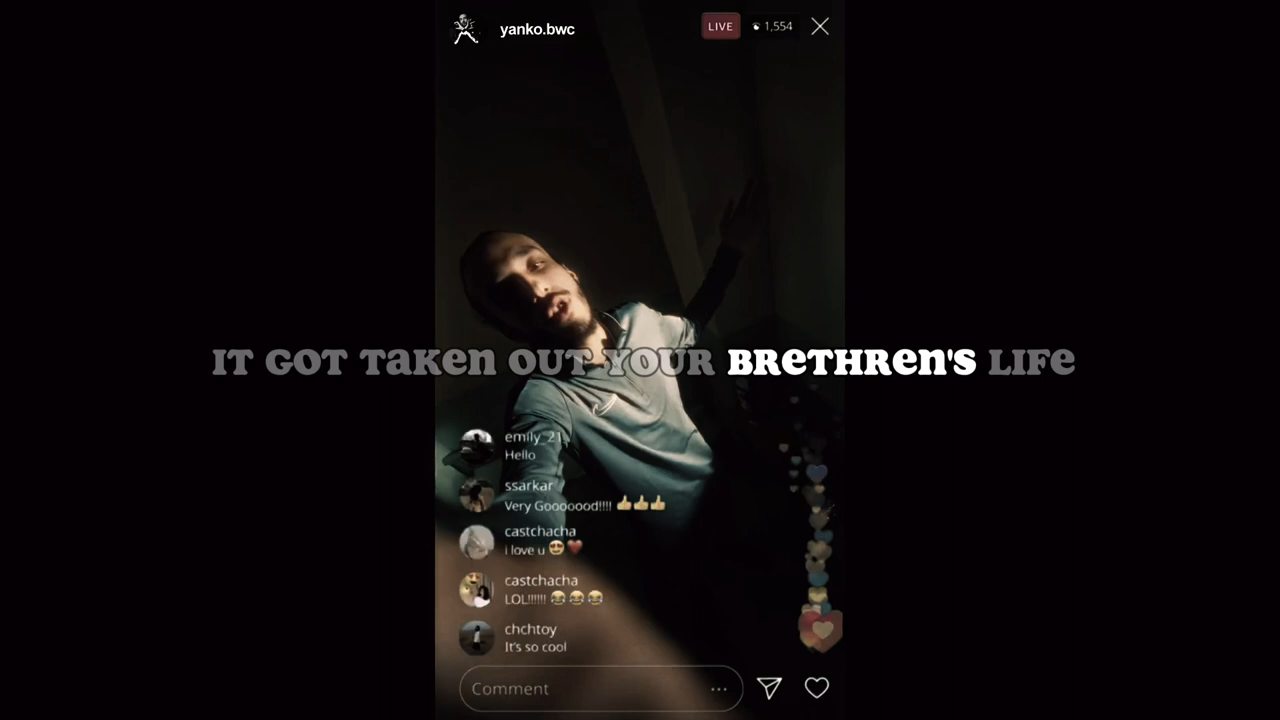 yanko.bwc
LIVE
1,554
IT GOT TAKEN OUT YOUR BRETHREN'S LIFE
emily_21
Hello
ssarkar
Very Gooooood!!!! 👍👍👍
castchacha
i love u 😍❤️
castchacha
LOL!!!!!! 😂😂😂
chchtoy
It's so cool
Comment ...